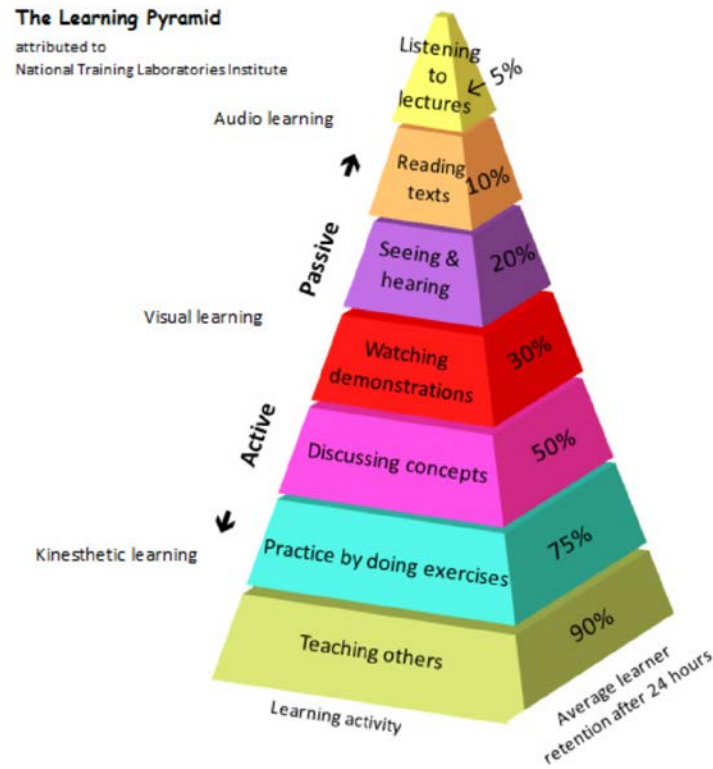 The Learning Pyramid
attributed to
National Training Laboratories Institute
Listening
to
lectures
5%
Audio learning
Reading
texts
10%
Passive
Seeing &
hearing
20%
Visual learning
Watching
demonstrations
30%
Active
Discussing concepts
50%
Kinesthetic learning
Practice by doing exercises
75%
Teaching others
90%
Learning activity
Average learner
retention after 24 hours